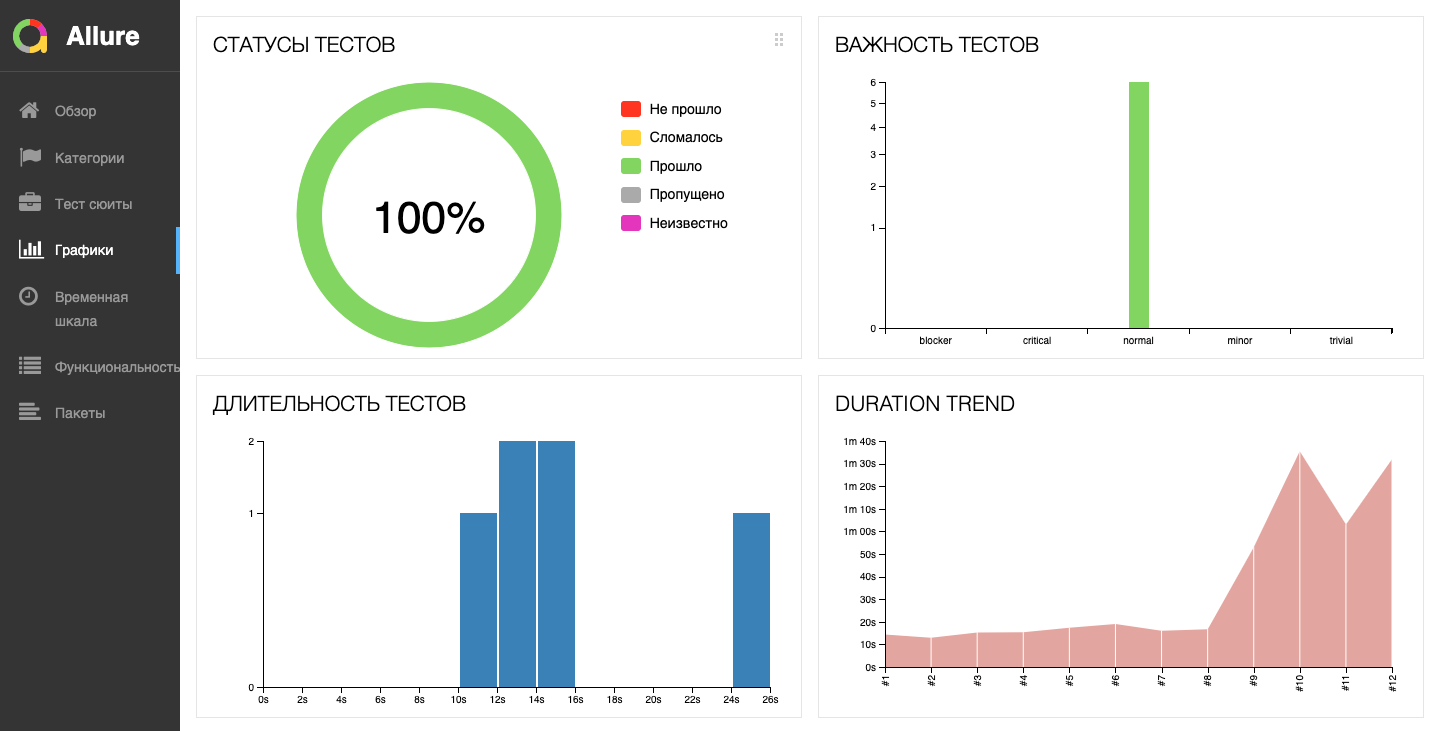 Allure
Обзор
Категории
Тест сюиты
Графики
Временная
шкала
Функциональность
Пакеты
СТАТУСЫ ТЕСТОВ
100%
Не прошло
Сломалось
Прошло
Пропущено
Неизвестно
ВАЖНОСТЬ ТЕСТОВ
6
5
4
3
2
1
0
blocker critical normal minor trivial
ДЛИТЕЛЬНОСТЬ ТЕСТОВ
2
1
0
0s 2s 4s 6s 8s 10s 12s 14s 16s 18s 20s 22s 24s 26s
DURATION TREND
1m 40s
1m 30s
1m 20s
1m 10s
1m 00s
50s
40s
30s
20s
10s
0s
#1 #2 #3 #4 #5 #6 #7 #8 #9 #10 #11 #12